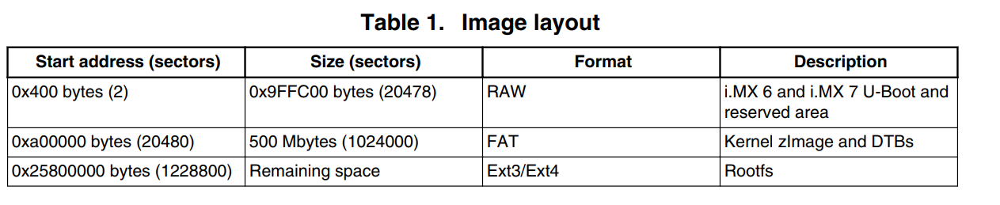 Table 1. Image layout
Start address (sectors) Size (sectors) Format Description
0x400 bytes (2) 0x9FFC00 bytes (20478) RAW i.MX 6 and i.MX 7 U-Boot and
reserved area
0xa00000 bytes (20480) 500 Mbytes (1024000) FAT Kernel zImage and DTBs
0x25800000 bytes (1228800) Remaining space Ext3/Ext4 Rootfs